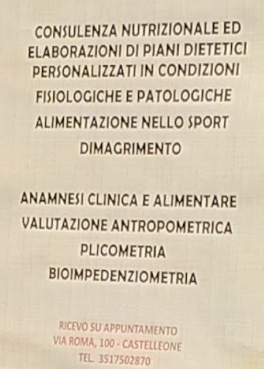 CONSULENZA NUTRIZIONALE ED
ELABORAZIONI DI PIANI DIETETICI
PERSONALIZZATI IN CONDIZIONI
FISIOLOGICHE E PATOLOGICHE
ALIMENTAZIONE NELLO SPORT
DIMAGRIMENTO
ANAMNESI CLINICA E ALIMENTARE
VALUTAZIONE ANTROPOMETRICA
PLICOMETRIA
BIOIMPEDENZIOMETRIA
RICEVO SU APPUNTAMENTO
VIA ROMA, 100 - CASTELLEONE
TEL. 3517502870